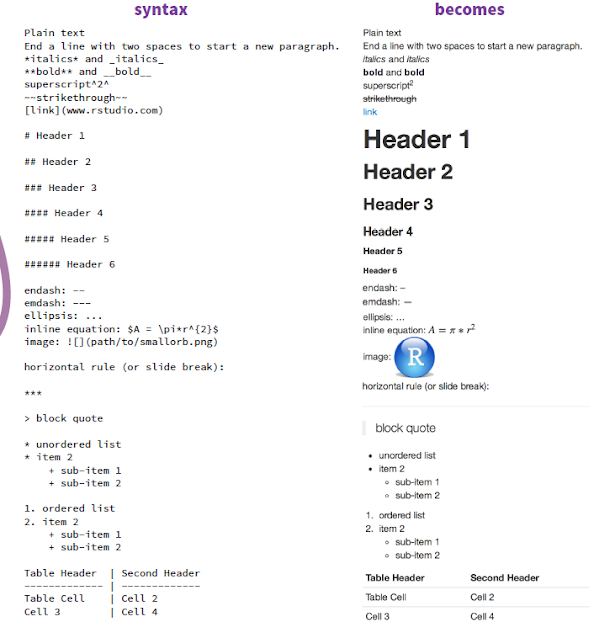 syntax
Plain text
End a line with two spaces to start a new paragraph.
*italics* and _italics_
**bold** and __bold__
superscript^2^
~~strikethrough~~
[link](www.rstudio.com)
# Header 1
## Header 2
### Header 3
#### Header 4
##### Header 5
###### Header 6
endash: --
emdash: ---
ellipsis: ...
inline equation: $A = \pi*r^{2}$
image: ![](path/to/smallorb.png)
horizontal rule (or slide break):
***
> block quote
* unordered list
* item 2
+ sub-item 1
+ sub-item 2
1. ordered list
2. item 2
+ sub-item 1
+ sub-item 2
Table Header | Second Header
------------- | -------------
Table Cell | Cell 2
Cell 3 | Cell 4
becomes
Plain text
End a line with two spaces to start a new paragraph.
italics and italics
bold and bold
superscript²
strikethrough
link
Header 1
Header 2
Header 3
Header 4
Header 5
Header 6
endash: –
emdash: —
ellipsis: …
inline equation: A = π * r²
image: R
horizontal rule (or slide break):
block quote
• unordered list
• item 2
◦ sub-item 1
◦ sub-item 2
1. ordered list
2. item 2
◦ sub-item 1
◦ sub-item 2
Table Header Second Header
Table Cell Cell 2
Cell 3 Cell 4